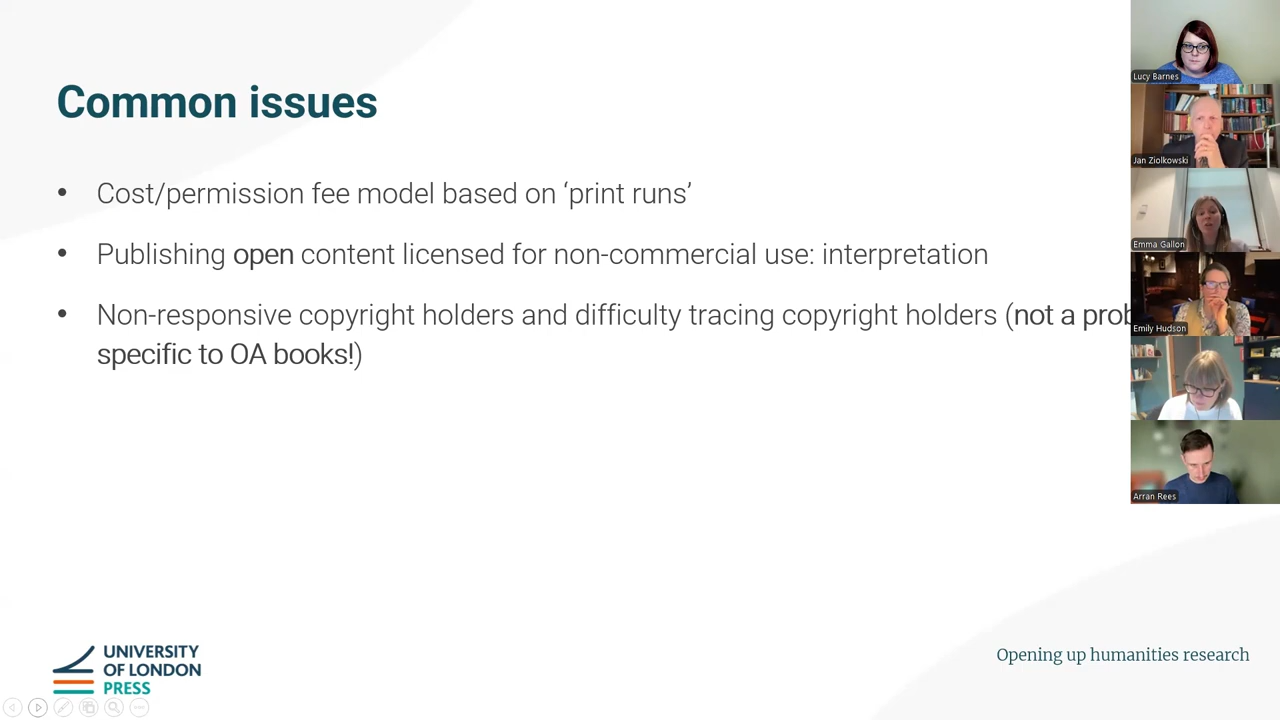 Common issues
• Cost/permission fee model based on ‘print runs’
• Publishing open content licensed for non-commercial use: interpretation
• Non-responsive copyright holders and difficulty tracing copyright holders (not a
specific to OA books!)
Lucy Barnes
Jan Ziolkowski
Emma Gallon
Emily Hudson
Arran Rees
UNIVERSITY
OF LONDON
PRESS
Opening up humanities research